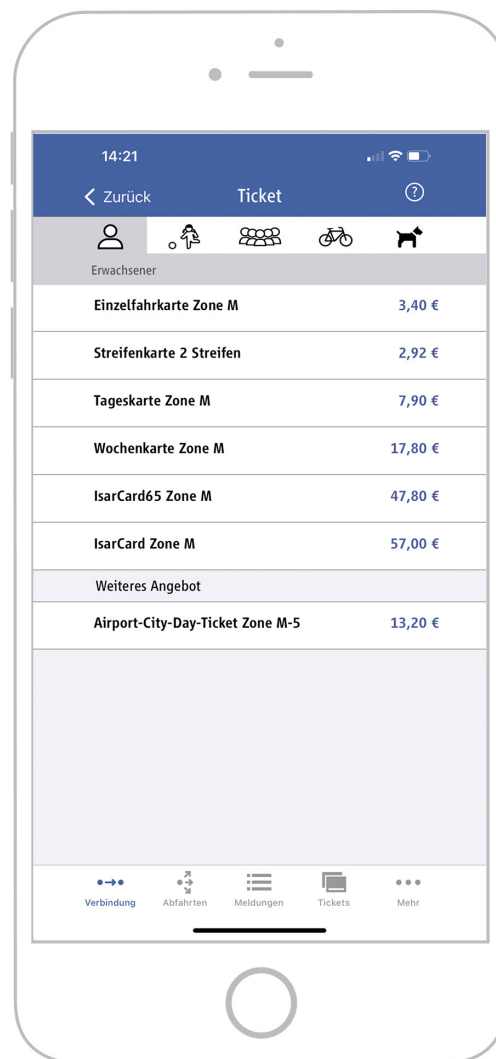 14:21
Zurück Ticket ?
Erwachsener
Einzelfahrkarte Zone M 3,40 €
Streifenkarte 2 Streifen 2,92 €
Tageskarte Zone M 7,90 €
Wochenkarte Zone M 17,80 €
IsarCard65 Zone M 47,80 €
IsarCard Zone M 57,00 €
Weiteres Angebot
Airport-City-Day-Ticket Zone M-5 13,20 €
Verbindung Abfahrten Meldungen Tickets Mehr